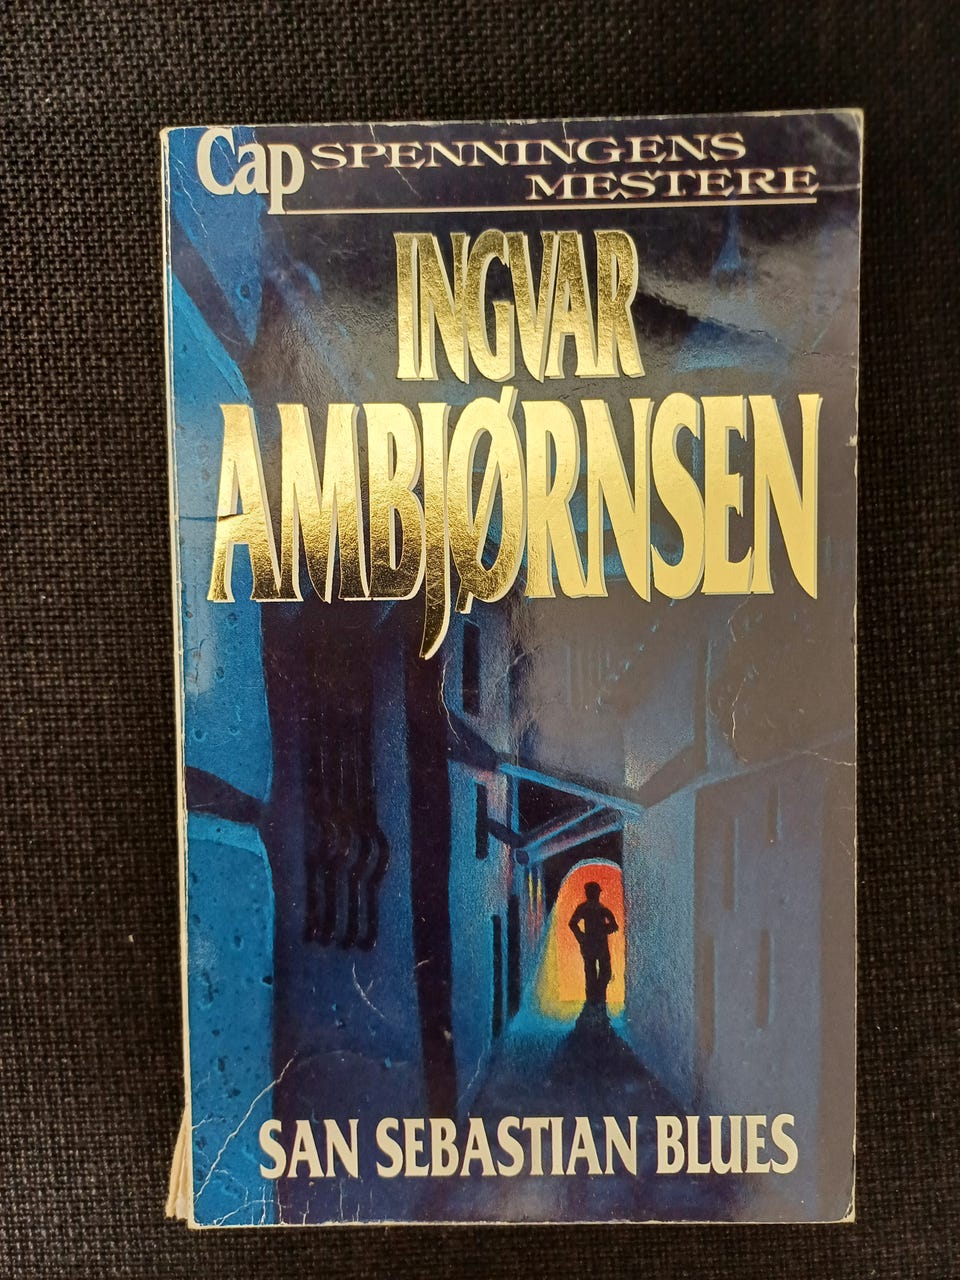 Cap SPENNINGENS
MESTERE
INGVAR
AMBJØRNSEN
SAN SEBASTIAN BLUES